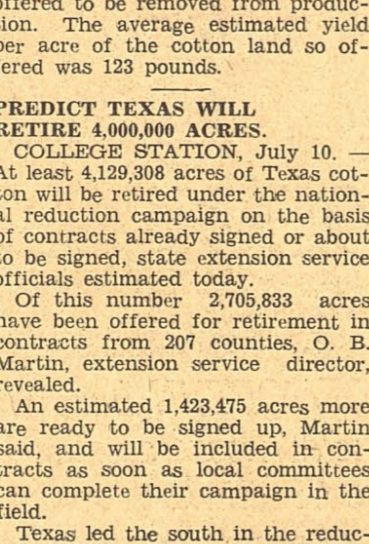 offered to be removed from produc-
ion. The average estimated yield
per acre of the cotton land so of-
ered was 123 pounds.
PREDICT TEXAS WILL
RETIRE 4,000,000 ACRES.
COLLEGE STATION, July 10. —
At least 4,129,308 acres of Texas cot-
ton will be retired under the nation-
al reduction campaign on the basis
of contracts already signed or about
to be signed, state extension service
officials estimated today.
Of this number 2,705,833 acres
have been offered for retirement in
contracts from 207 counties, O. B.
Martin, extension service director,
revealed.
An estimated 1,423,475 acres more
are ready to be signed up, Martin
said, and will be included in con-
tracts as soon as local committees
can complete their campaign in the
field.
Texas led the south in the reduc-